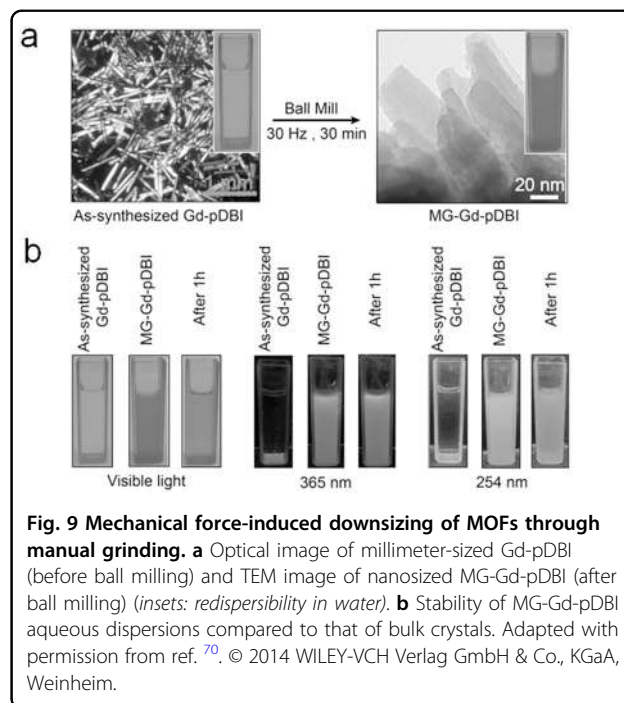 a
Ball Mill
30 Hz , 30 min
20 nm
As-synthesized Gd-pDBI
MG-Gd-pDBI
b
As-synthesized
Gd-pDBI
MG-Gd-pDBI
After 1h
As-synthesized
Gd-pDBI
MG-Gd-pDBI
After 1h
As-synthesized
Gd-pDBI
MG-Gd-pDBI
After 1h
Visible light
365 nm
254 nm
Fig. 9 Mechanical force-induced downsizing of MOFs through
manual grinding. a Optical image of millimeter-sized Gd-pDBI
(before ball milling) and TEM image of nanosized MG-Gd-pDBI (after
ball milling) (insets: redispersibility in water). b Stability of MG-Gd-pDBI
aqueous dispersions compared to that of bulk crystals. Adapted with
permission from ref. 70. © 2014 WILEY-VCH Verlag GmbH & Co., KGaA,
Weinheim.